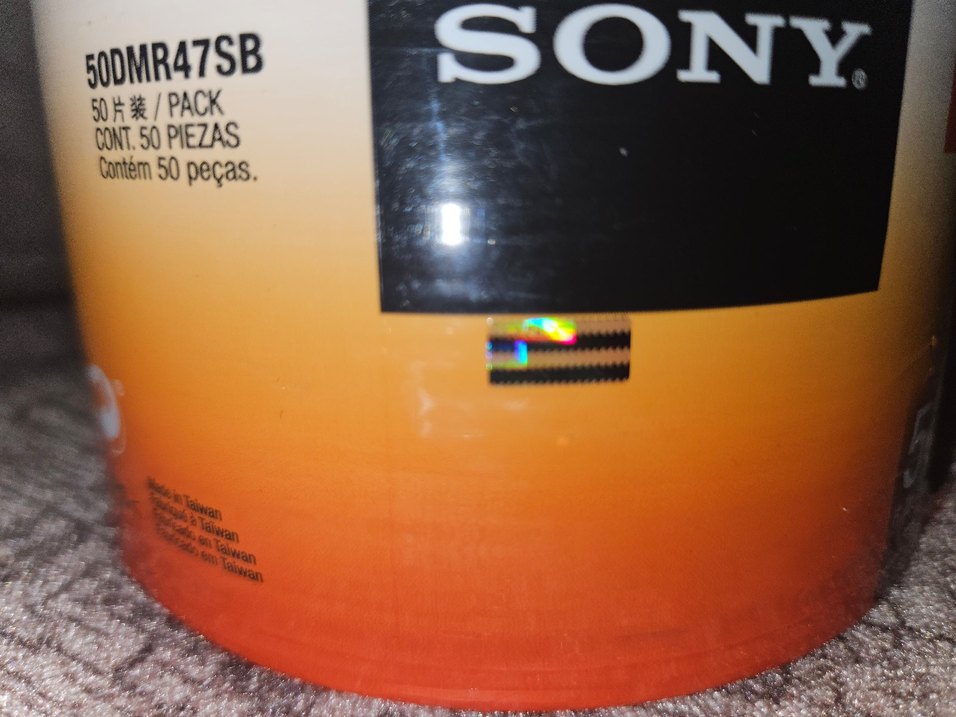 SONY®
50DMR47SB
50片装 / PACK
CONT. 50 PIEZAS
Contém 50 peças.
Made in Taiwan
Fabriqué à Taiwan
Fabricado en Taiwan
Fabricado em Taiwan